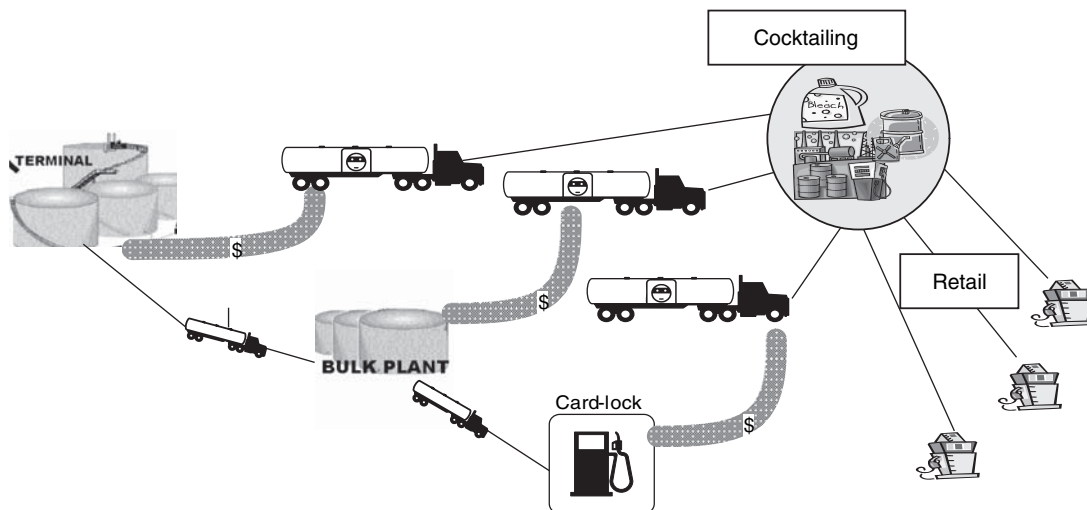 Cocktailing
Bleach
TERMINAL
$
$
Retail
BULK PLANT
Card-lock
$